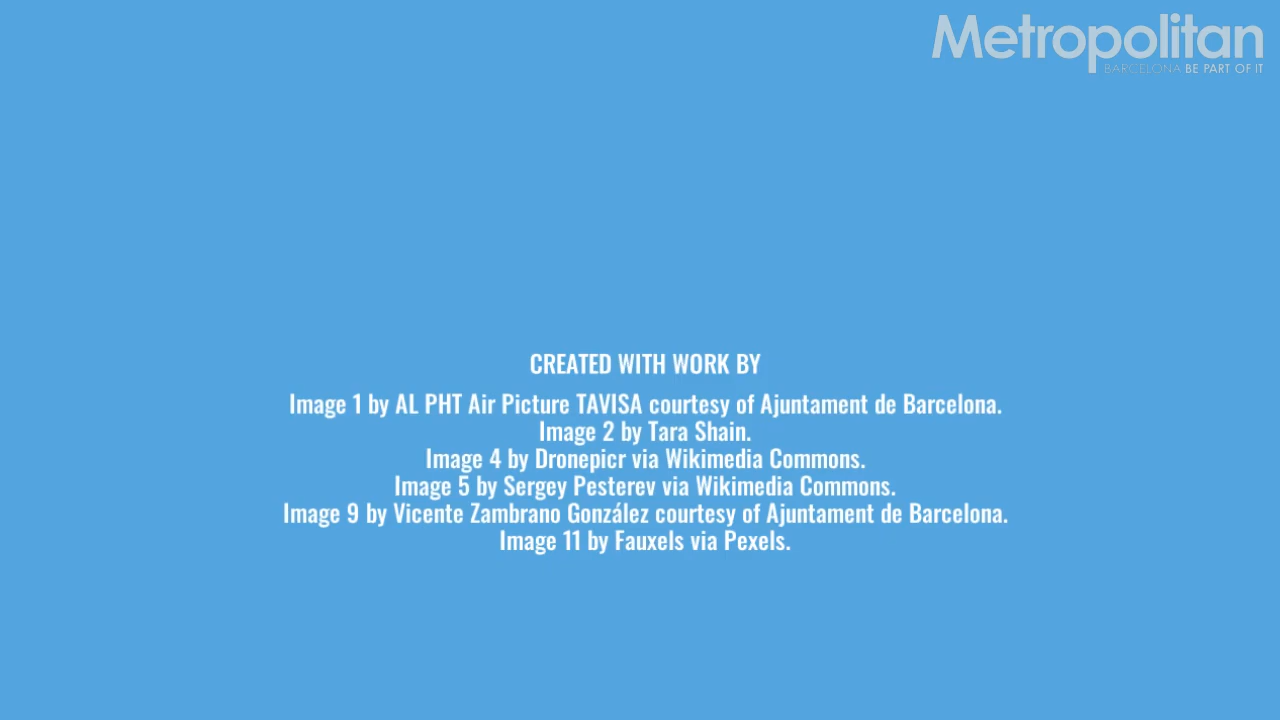 Metropolitan
BARCELONA BE PART OF IT
CREATED WITH WORK BY
Image 1 by AL PHT Air Picture TAVISA courtesy of Ajuntament de Barcelona.
Image 2 by Tara Shain.
Image 4 by Dronepicr via Wikimedia Commons.
Image 5 by Sergey Pesterev via Wikimedia Commons.
Image 9 by Vicente Zambrano González courtesy of Ajuntament de Barcelona.
Image 11 by Fauxels via Pexels.